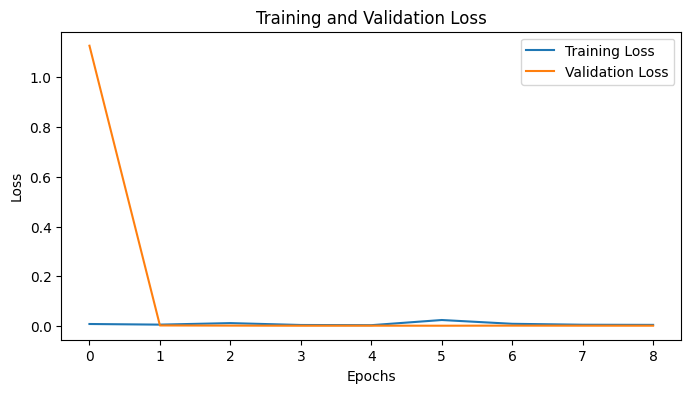 Training and Validation Loss
Training Loss
Validation Loss
1.0
0.8
0.6
0.4
0.2
0.0
Loss
0 1 2 3 4 5 6 7 8
Epochs